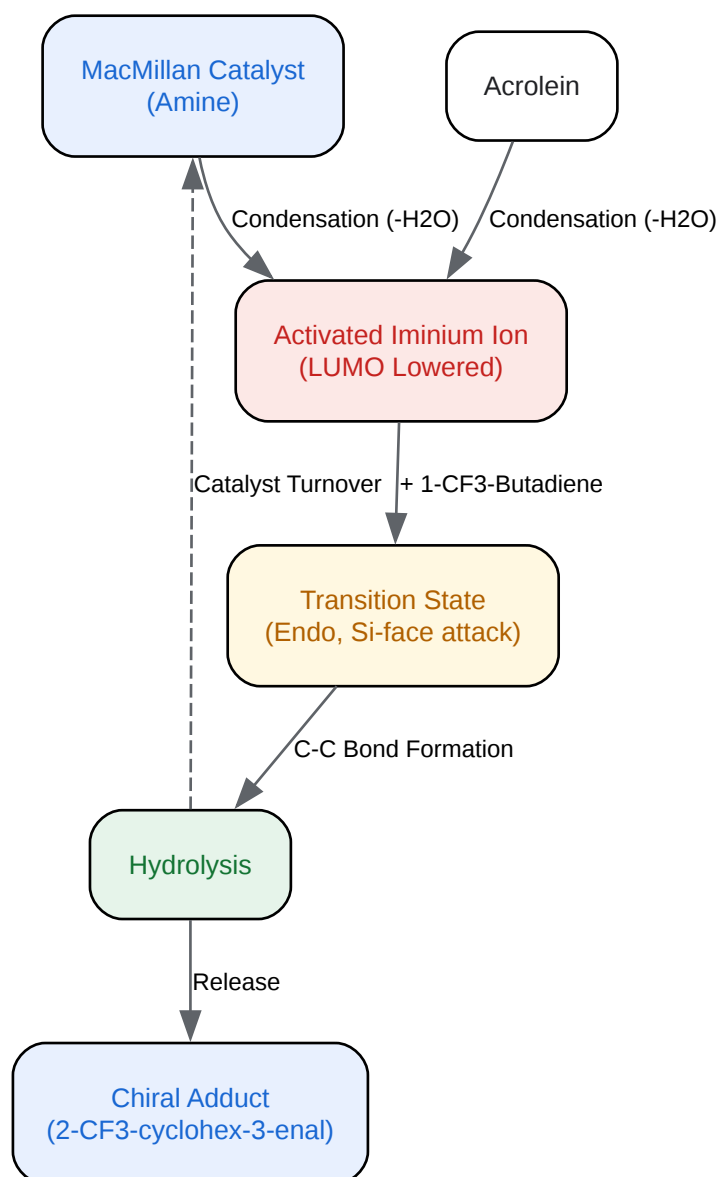 MacMillan Catalyst
(Amine)
Acrolein
Condensation (-H2O)
Condensation (-H2O)
Activated Iminium Ion
(LUMO Lowered)
Catalyst Turnover
+ 1-CF3-Butadiene
Transition State
(Endo, Si-face attack)
C-C Bond Formation
Hydrolysis
Release
Chiral Adduct
(2-CF3-cyclohex-3-enal)